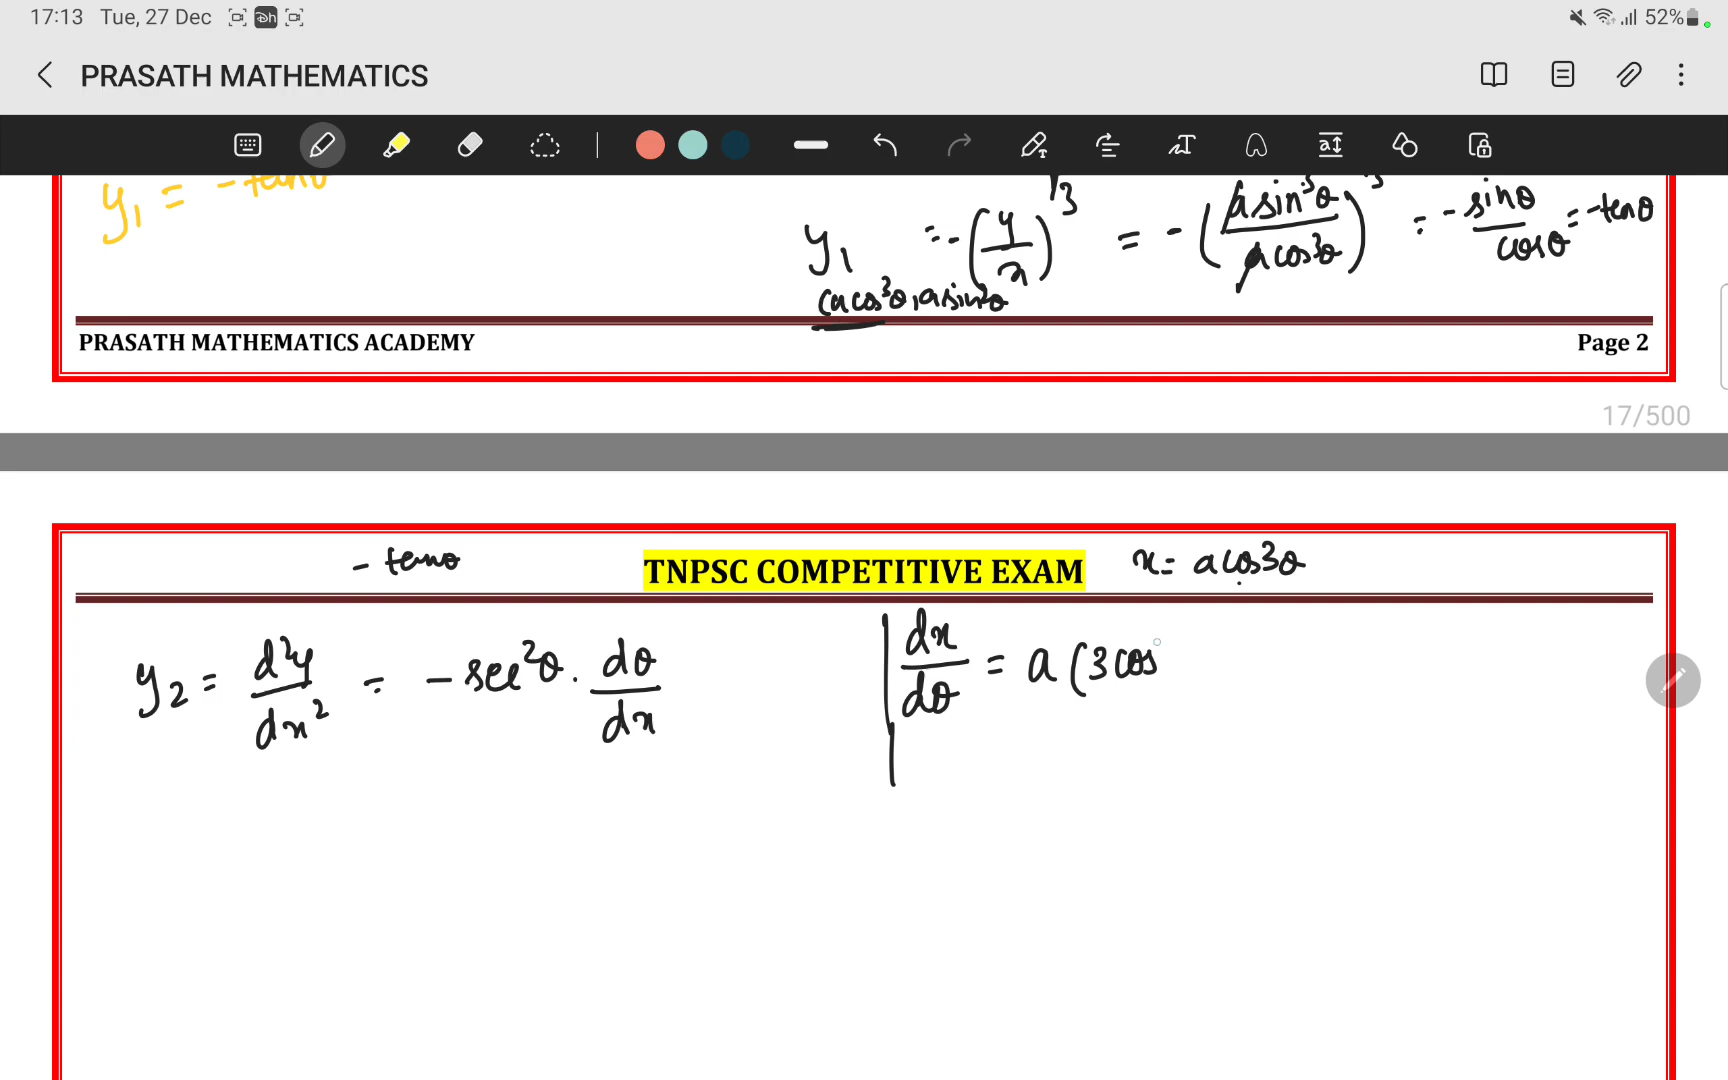 17:13 Tue, 27 Dec 52%
PRASATH MATHEMATICS
y₁ = - tanθ
y₁ = -(y/x)^1/3 = -(a sin³θ / a cos³θ)^1/3 = - sinθ/cosθ = -tanθ
(a cos³θ, a sin³θ
PRASATH MATHEMATICS ACADEMY Page 2
17/500
- tanθ TNPSC COMPETITIVE EXAM x = a cos3θ
y₂ = d²y/dx² = - sec²θ . dθ/dx | dx/dθ = a (3 cos